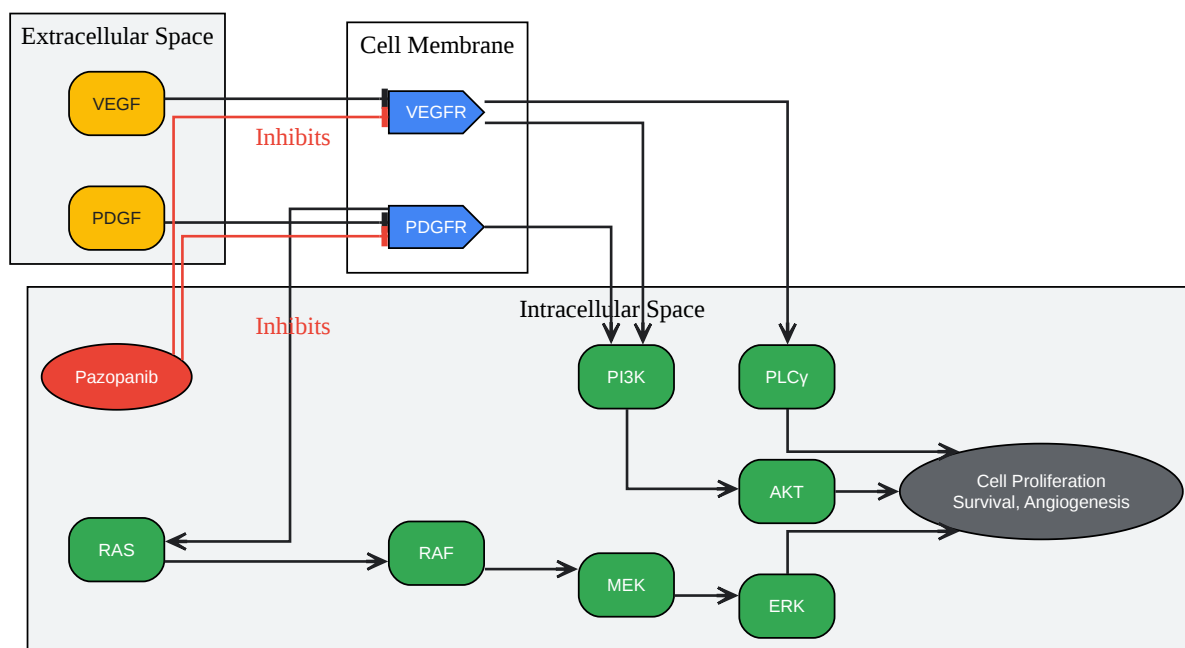 Extracellular Space
Cell Membrane
VEGF
VEGFR
Inhibits
PDGF
PDGFR
Intracellular Space
Inhibits
Pazopanib
PI3K
PLCγ
Cell Proliferation
Survival, Angiogenesis
AKT
RAS
RAF
MEK
ERK